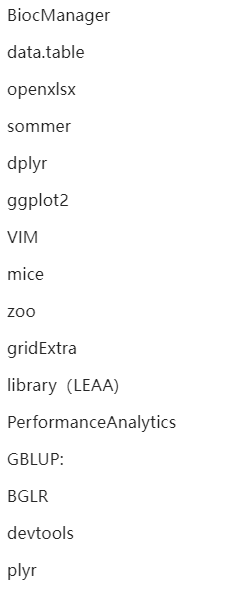 BiocManager
data.table
openxlsx
sommer
dplyr
ggplot2
VIM
mice
zoo
gridExtra
library（LEAA)
PerformanceAnalytics
GBLUP:
BGLR
devtools
plyr